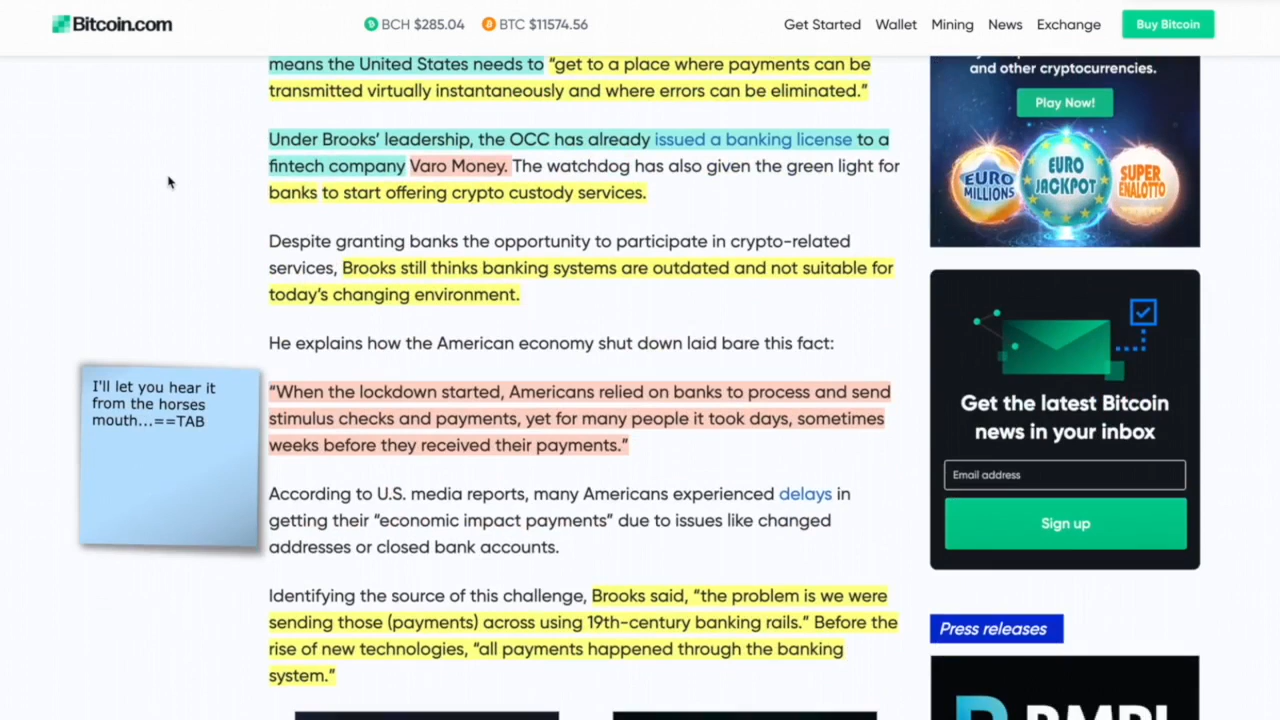 Bitcoin.com
BCH $285.04
BTC $11574.56
Get Started
Wallet
Mining
News
Exchange
Buy Bitcoin
means the United States needs to “get to a place where payments can be
transmitted virtually instantaneously and where errors can be eliminated.”
Under Brooks’ leadership, the OCC has already issued a banking license to a
fintech company Varo Money. The watchdog has also given the green light for
banks to start offering crypto custody services.
Despite granting banks the opportunity to participate in crypto-related
services, Brooks still thinks banking systems are outdated and not suitable for
today’s changing environment.
He explains how the American economy shut down laid bare this fact:
“When the lockdown started, Americans relied on banks to process and send
stimulus checks and payments, yet for many people it took days, sometimes
weeks before they received their payments.”
According to U.S. media reports, many Americans experienced delays in
getting their “economic impact payments” due to issues like changed
addresses or closed bank accounts.
Identifying the source of this challenge, Brooks said, “the problem is we were
sending those (payments) across using 19th-century banking rails.” Before the
rise of new technologies, “all payments happened through the banking
system.”
I'll let you hear it
from the horses
mouth...==TAB
and other cryptocurrencies.
Play Now!
EURO
MILLIONS
EURO
JACKPOT
SUPER
ENALOTTO
Get the latest Bitcoin
news in your inbox
Email address
Sign up
Press releases